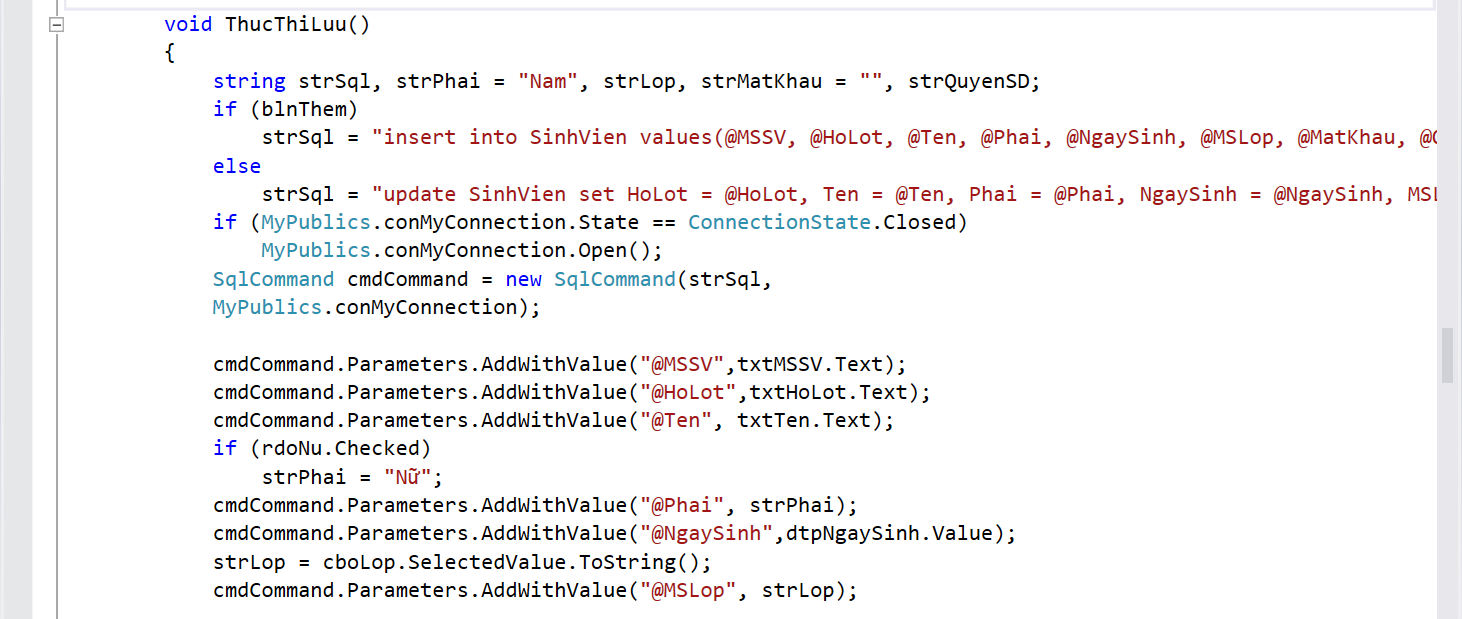 void ThucThiLuu()
{
string strSql, strPhai = "Nam", strLop, strMatKhau = "", strQuyenSD;
if (blnThem)
strSql = "insert into SinhVien values(@MSSV, @HoLot, @Ten, @Phai, @NgaySinh, @MSLop, @MatKhau,
else
strSql = "update SinhVien set HoLot = @HoLot, Ten = @Ten, Phai = @Phai, NgaySinh = @NgaySinh,
if (MyPublics.conMyConnection.State == ConnectionState.Closed)
MyPublics.conMyConnection.Open();
SqlCommand cmdCommand = new SqlCommand(strSql,
MyPublics.conMyConnection);
cmdCommand.Parameters.AddWithValue("@MSSV",txtMSSV.Text);
cmdCommand.Parameters.AddWithValue("@HoLot",txtHoLot.Text);
cmdCommand.Parameters.AddWithValue("@Ten", txtTen.Text);
if (rdoNu.Checked)
strPhai = "Nữ";
cmdCommand.Parameters.AddWithValue("@Phai", strPhai);
cmdCommand.Parameters.AddWithValue("@NgaySinh",dtpNgaySinh.Value);
strLop = cboLop.SelectedValue.ToString();
cmdCommand.Parameters.AddWithValue("@MSLop", strLop);